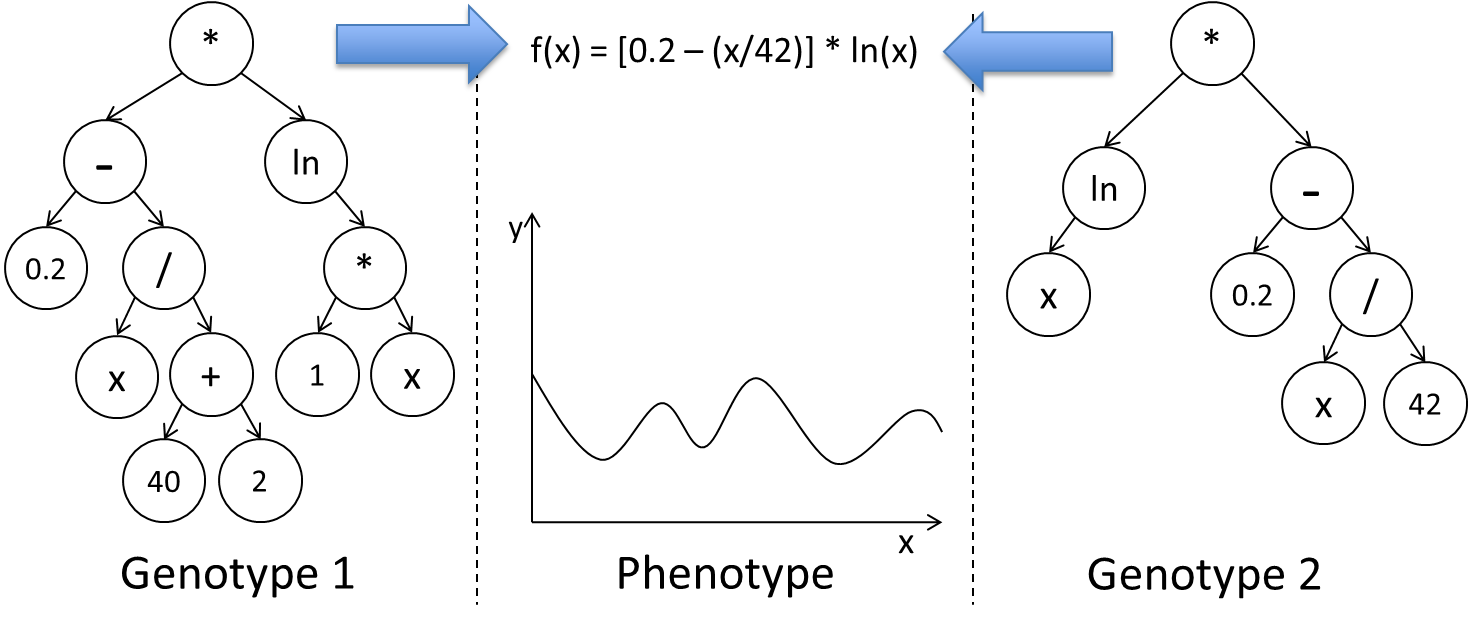 *
f(x) = [0.2 – (x/42)] * ln(x)
*
-
ln
ln
-
0.2
/
*
x
0.2
/
x
+
1
x
x
42
40
2
y
x
Genotype 1
Phenotype
Genotype 2